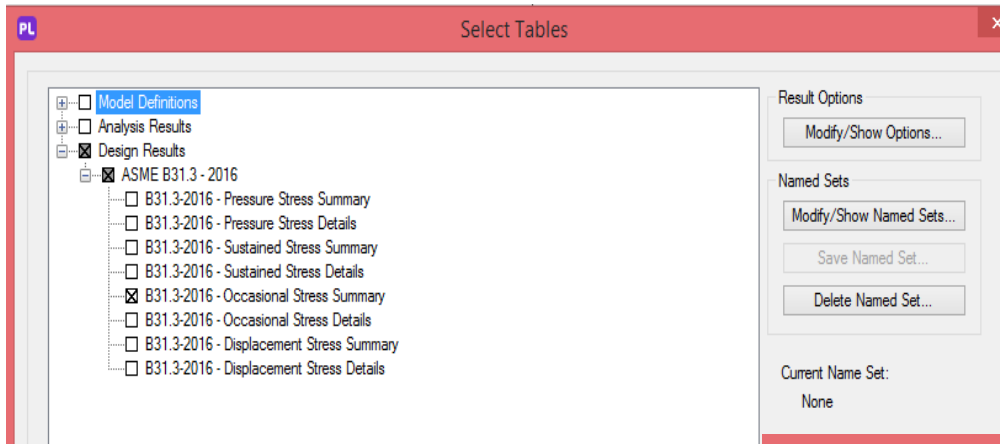 PL
Select Tables
Model Definitions
Analysis Results
Design Results
ASME B31.3 - 2016
B31.3-2016 - Pressure Stress Summary
B31.3-2016 - Pressure Stress Details
B31.3-2016 - Sustained Stress Summary
B31.3-2016 - Sustained Stress Details
B31.3-2016 - Occasional Stress Summary
B31.3-2016 - Occasional Stress Details
B31.3-2016 - Displacement Stress Summary
B31.3-2016 - Displacement Stress Details
Result Options
Modify/Show Options...
Named Sets
Modify/Show Named Sets...
Save Named Set...
Delete Named Set...
Current Name Set:
None